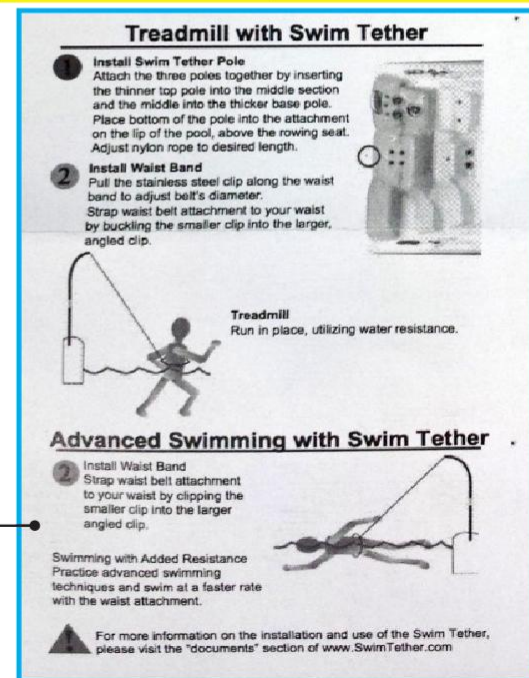 Treadmill with Swim Tether
1
Install Swim Tether Pole
Attach the three poles together by inserting
the thinner top pole into the middle section
and the middle into the thicker base pole.
Place bottom of the pole into the attachment
on the lip of the pool, above the rowing seat.
Adjust nylon rope to desired length.
2
Install Waist Band
Pull the stainless steel clip along the waist
band to adjust belt's diameter.
Strap waist belt attachment to your waist
by buckling the smaller clip into the larger,
angled clip.
Treadmill
Run in place, utilizing water resistance.
Advanced Swimming with Swim Tether
2
Install Waist Band
Strap waist belt attachment
to your waist by clipping the
smaller clip into the larger
angled clip.
Swimming with Added Resistance
Practice advanced swimming
techniques and swim at a faster rate
with the waist attachment.
!
For more information on the installation and use of the Swim Tether,
please visit the "documents" section of www.SwimTether.com